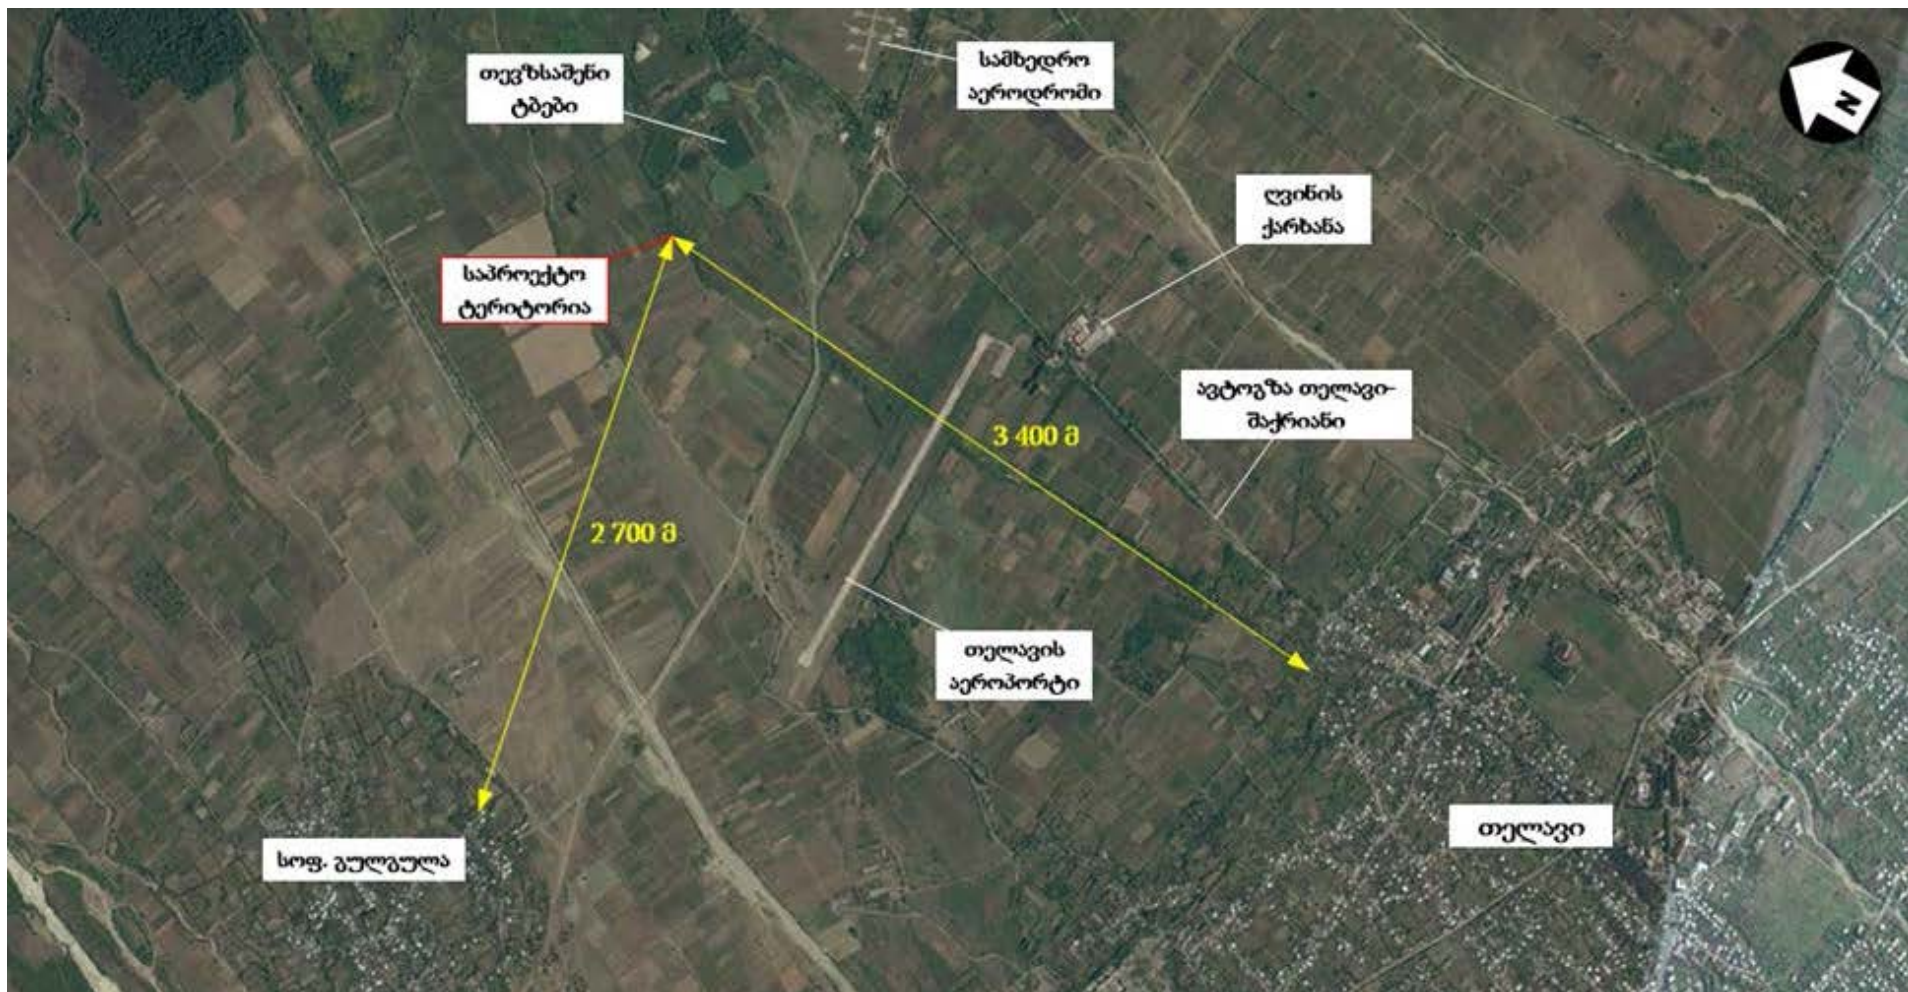 სამხედრო
აეროდრომი
თევზსაშენი
ტბები
N
ღვინის
ქარხანა
საპროექტო
ტერიტორია
ავტოგზა თელავი-
შაქრიანი
3 400 მ
2 700 მ
თელავის
აეროპორტი
თელავი
სოფ. გულგულა